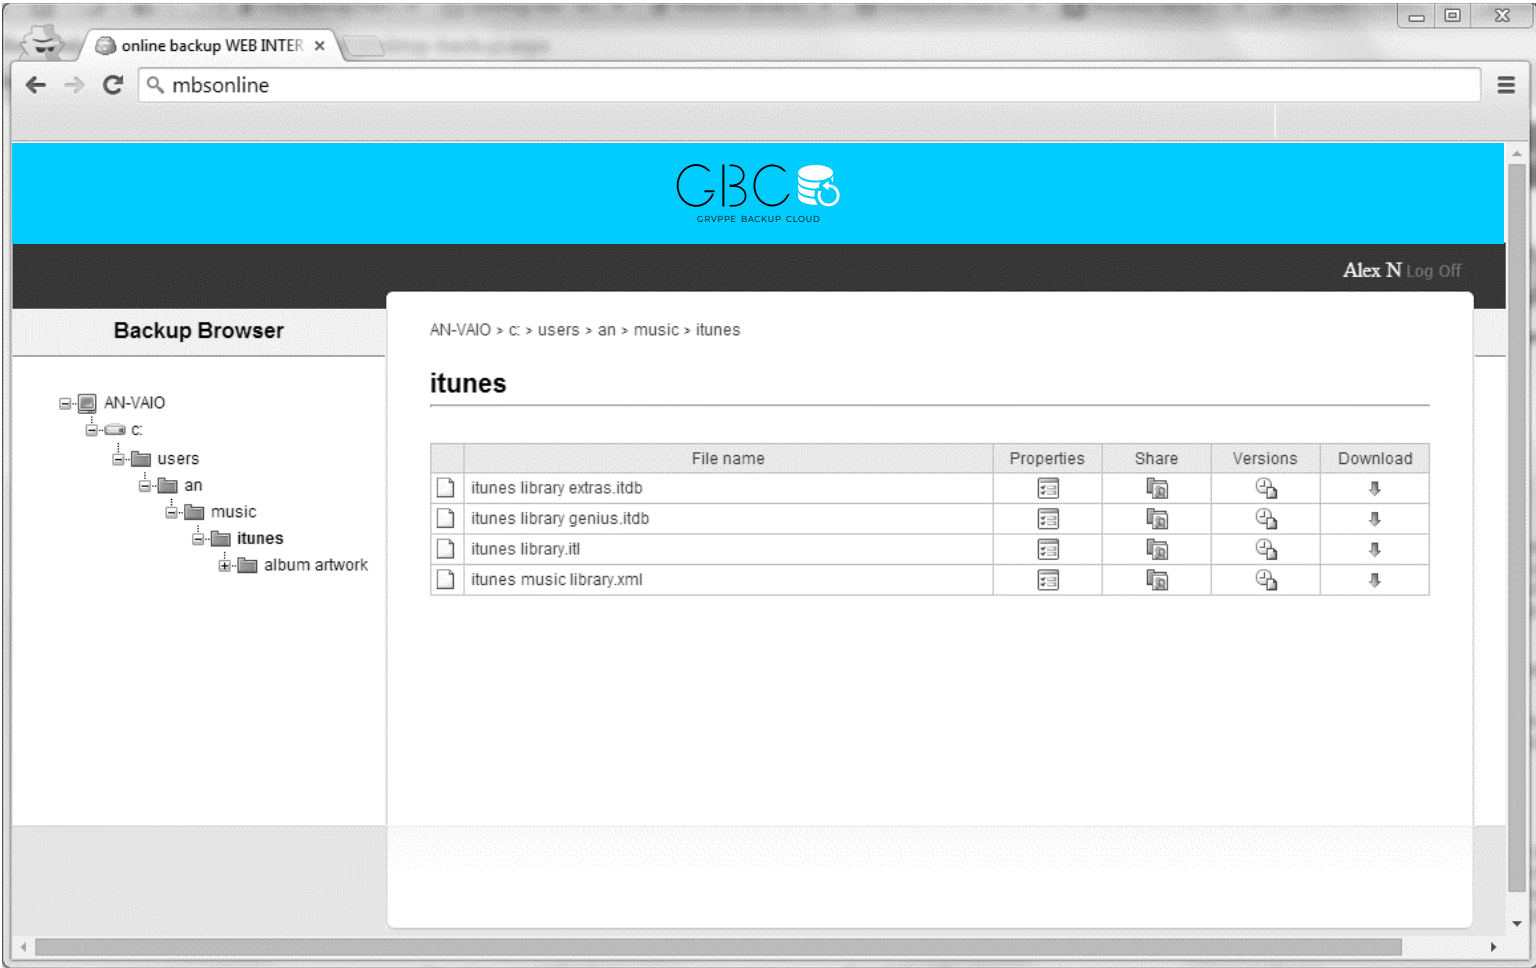 online backup WEB INTER
mbsonline
GBC
GRVPPE BACKUP CLOUD
Alex N Log Off
Backup Browser
AN-VAIO > c: > users > an > music > itunes
itunes
AN-VAIO
c:
users
an
music
itunes
album artwork
File name Properties Share Versions Download
itunes library extras.itdb
itunes library genius.itdb
itunes library.itl
itunes music library.xml